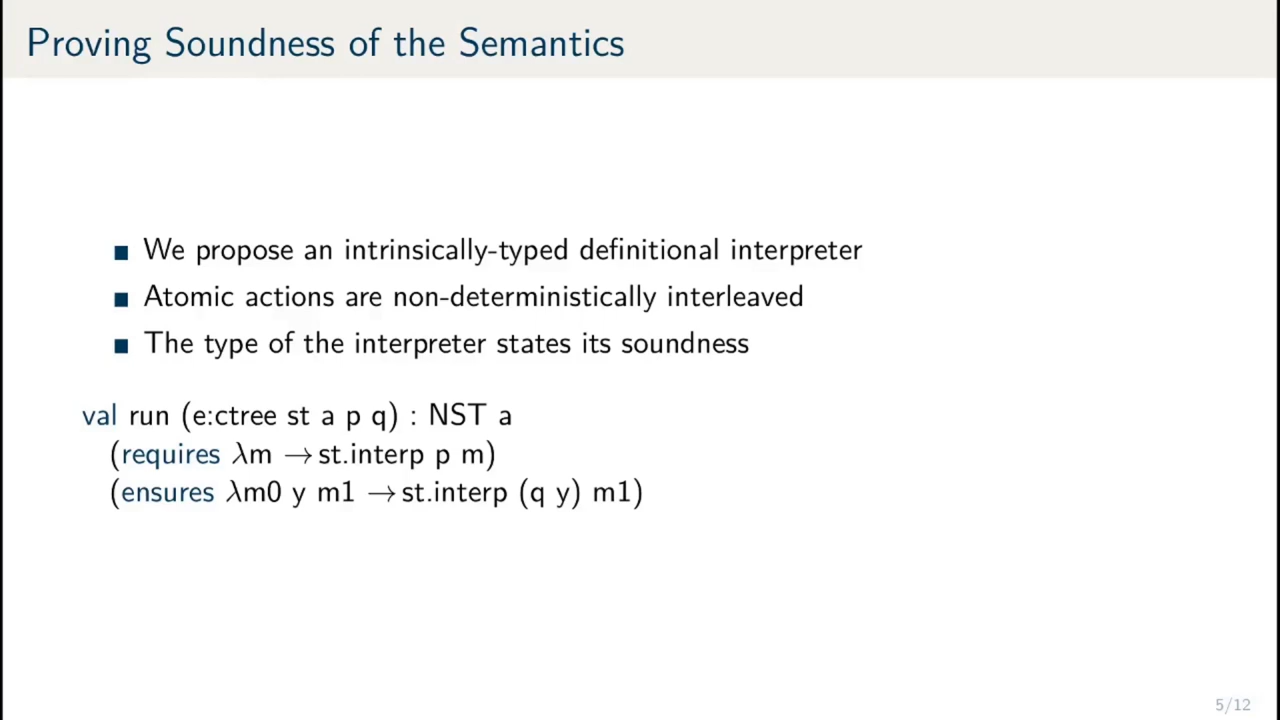 Proving Soundness of the Semantics
■ We propose an intrinsically-typed definitional interpreter
■ Atomic actions are non-deterministically interleaved
■ The type of the interpreter states its soundness
val run (e:ctree st a p q) : NST a
(requires λm → st.interp p m)
(ensures λm0 y m1 → st.interp (q y) m1)
5/12